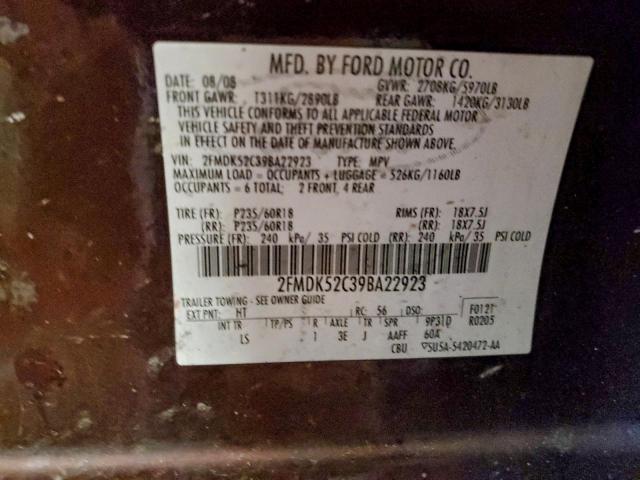 MFD. BY FORD MOTOR CO.
DATE: 08/08 GVWR: 2708KG/5970LB
FRONT GAWR: 1311KG/2890LB REAR GAWR: 1420KG/3130LB
THIS VEHICLE CONFORMS TO ALL APPLICABLE FEDERAL MOTOR
VEHICLE SAFETY AND THEFT PREVENTION STANDARDS
IN EFFECT ON THE DATE OF MANUFACTURE SHOWN ABOVE.
VIN: 2FMDK52C39BA22923 TYPE: MPV
MAXIMUM LOAD = OCCUPANTS + LUGGAGE = 526KG/1160LB
OCCUPANTS = 6 TOTAL; 2 FRONT, 4 REAR
TIRE (FR): P235/60R18 RIMS (FR): 18X7.5J
(RR): P235/60R18 (RR): 18X7.5J
PRESSURE (FR): 240 kPa/ 35 PSI COLD (RR): 240 kPa/35 PSI COLD
2FMDK52C39BA22923
TRAILER TOWING - SEE OWNER GUIDE
EXT PNT: HT RC: 56 DSO: F0121
R0205
INT TR TP/PS R AXLE TR SPR 9P31D
LS 1 3E J AAFF 60A
CBU 5U5A-5420472-AA